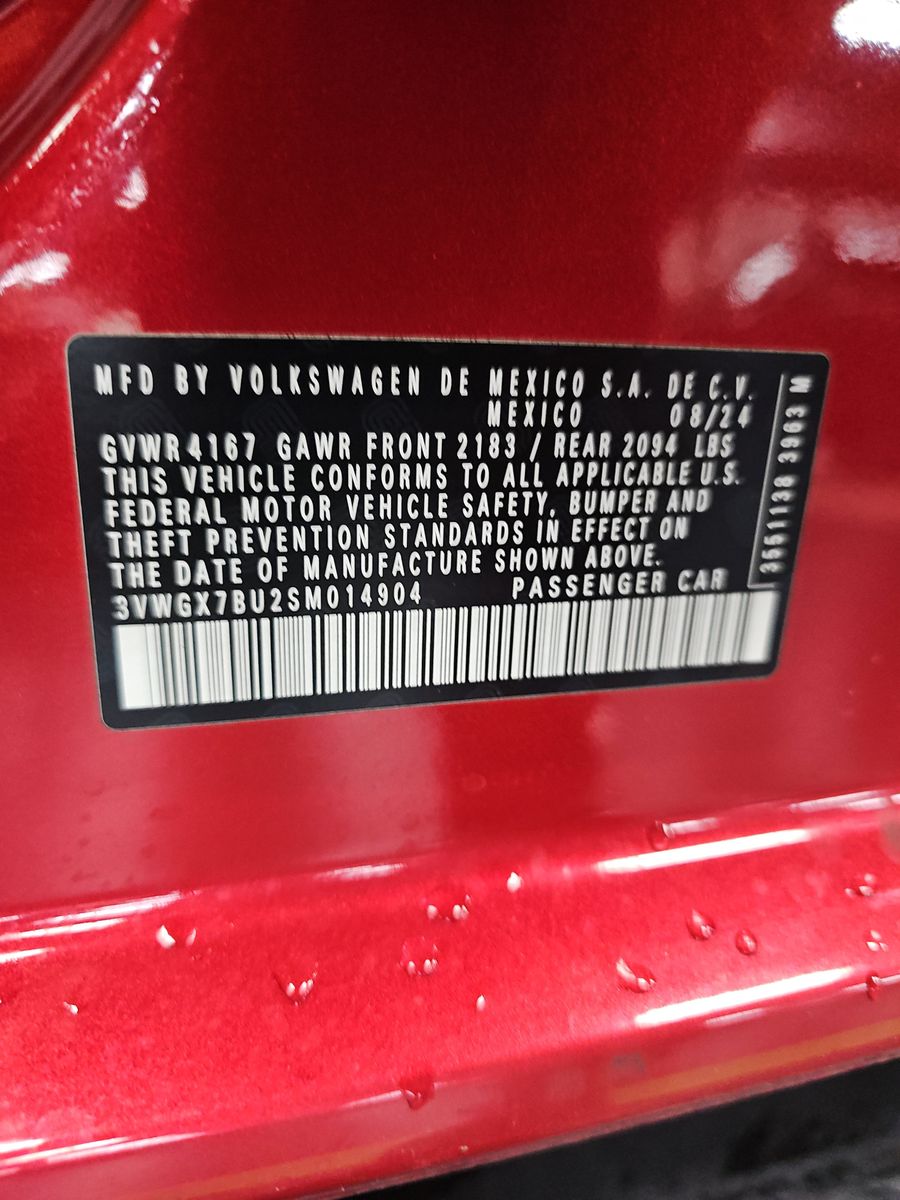 MFD BY VOLKSWAGEN DE MEXICO S.A. DE C.V.
MEXICO 08/24
GVWR 4167 GAWR FRONT 2183 / REAR 2094 LBS
THIS VEHICLE CONFORMS TO ALL APPLICABLE U.S.
FEDERAL MOTOR VEHICLE SAFETY, BUMPER AND
THEFT PREVENTION STANDARDS IN EFFECT ON
THE DATE OF MANUFACTURE SHOWN ABOVE.
3VWGX7BU2SM014904 PASSENGER CAR
3551138 3963 M